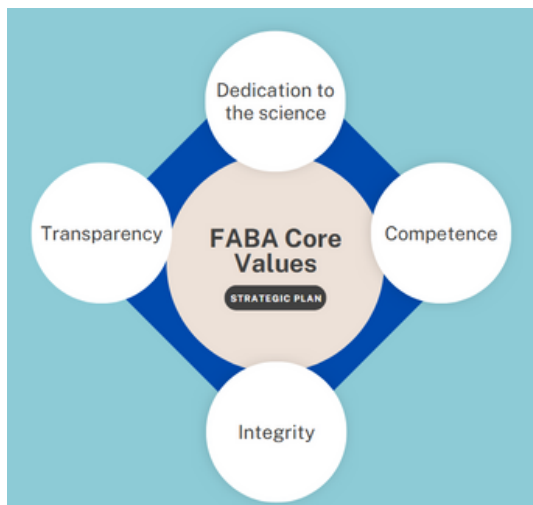 Dedication to
the science
Transparency
FABA Core
Values
STRATEGIC PLAN
Competence
Integrity